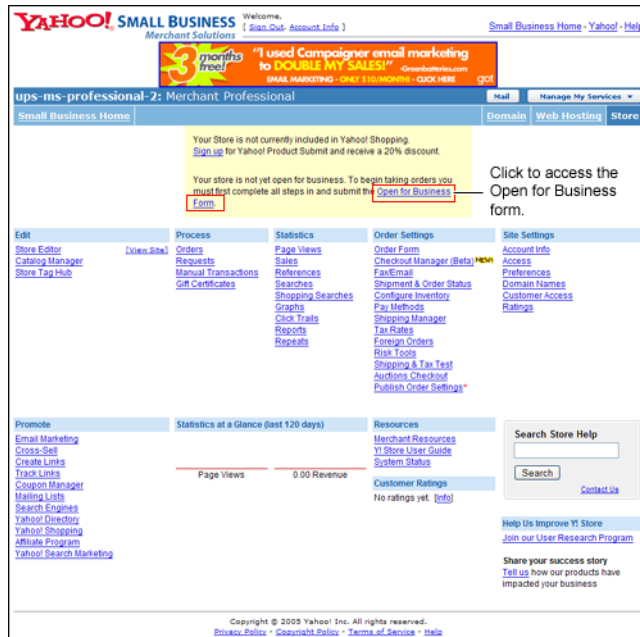 YAHOO! SMALL BUSINESS
Merchant Solutions
Welcome,
[ Sign Out, Account Info ]
Small Business Home - Yahoo! - Help
3 months free!
"I used Campaigner email marketing
to DOUBLE MY SALES!" -Greenbatteries.com
EMAIL MARKETING - ONLY $10/MONTH! - CLICK HERE
got
ups-ms-professional-2: Merchant Professional
Mail
Manage My Services
Small Business Home
Domain Web Hosting Store
Your Store is not currently included in Yahoo! Shopping.
Sign up for Yahoo! Product Submit and receive a 20% discount.
Your store is not yet open for business. To begin taking orders you
must first complete all steps in and submit the Open for Business
Form.
Click to access the
Open for Business
form.
Edit
Store Editor [View Site]
Catalog Manager
Store Tag Hub
Process
Orders
Requests
Manual Transactions
Gift Certificates
Statistics
Page Views
Sales
References
Searches
Shopping Searches
Graphs
Click Trails
Reports
Repeats
Order Settings
Order Form
Checkout Manager (Beta) NEW!
Fax/Email
Shipment & Order Status
Configure Inventory
Pay Methods
Shipping Manager
Tax Rates
Foreign Orders
Risk Tools
Shipping & Tax Test
Auctions Checkout
Publish Order Settings*
Site Settings
Account Info
Access
Preferences
Domain Names
Customer Access
Ratings
Promote
Email Marketing
Cross-Sell
Create Links
Track Links
Coupon Manager
Mailing Lists
Search Engines
Yahoo! Directory
Yahoo! Shopping
Affiliate Program
Yahoo! Search Marketing
Statistics at a Glance (last 120 days)
Page Views
0.00 Revenue
Resources
Merchant Resources
Y! Store User Guide
System Status
Customer Ratings
No ratings yet. [Info]
Search Store Help
Search
Contact Us
Help Us Improve Y! Store
Join our User Research Program
Share your success story
Tell us how our products have
impacted your business
Copyright © 2005 Yahoo! Inc. All rights reserved.
Privacy Policy - Copyright Policy - Terms of Service - Help